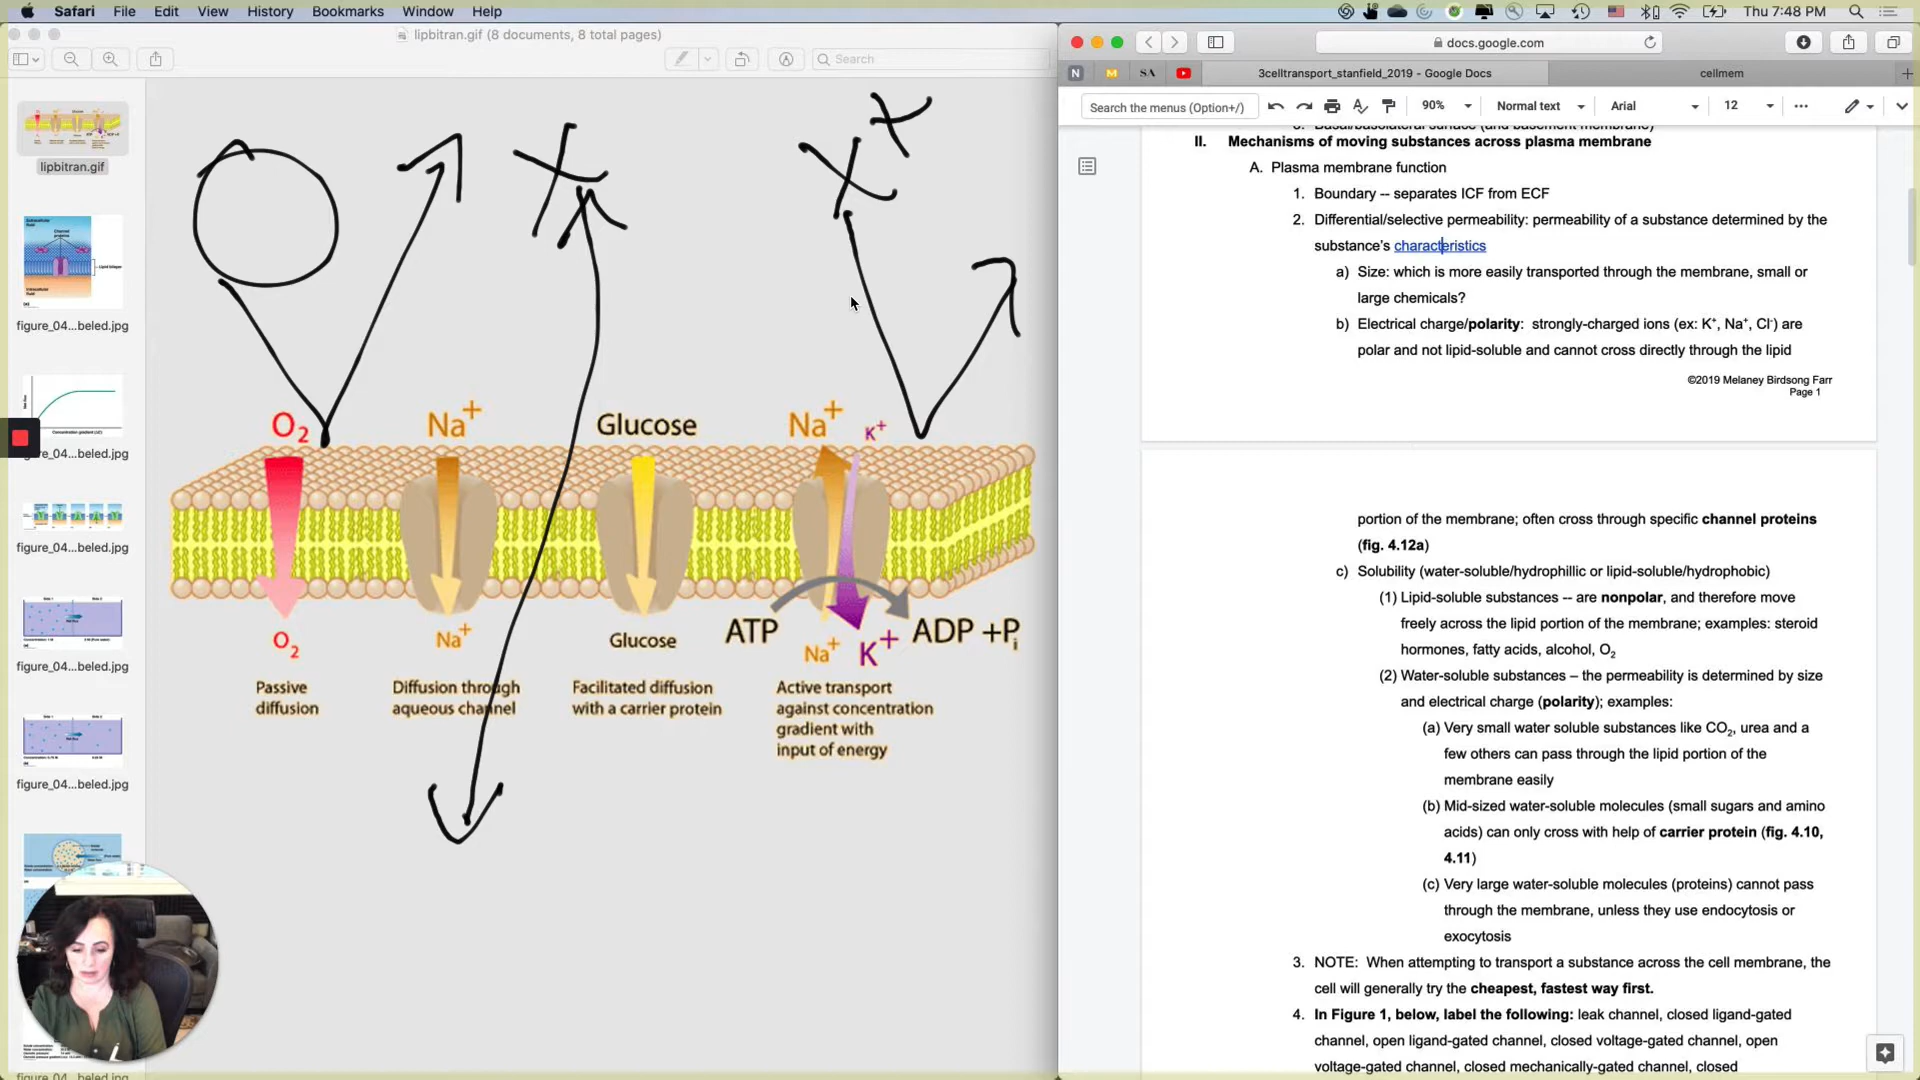 Safari File Edit View History Bookmarks Window Help
Thu 7:48 PM
lipbitran.gif (8 documents, 8 total pages)
Search
lipbitran.gif
figure_04...beled.jpg
figure_04...beled.jpg
figure_04...beled.jpg
figure_04...beled.jpg
figure_04...beled.jpg
figure_04...beled.jpg
X
X
X
O2 Na+ Glucose Na+ K+
O2 Na+ Glucose ATP Na+ K+ ADP +Pi
Passive diffusion
Diffusion through aqueous channel
Facilitated diffusion with a carrier protein
Active transport against concentration gradient with input of energy
docs.google.com
N M SA 3celltransport_stanfield_2019 - Google Docs cellmem
Search the menus (Option+/) 90% Normal text Arial 12
3. Basal/basolateral surface (and basement membrane)
II. Mechanisms of moving substances across plasma membrane
A. Plasma membrane function
1. Boundary -- separates ICF from ECF
2. Differential/selective permeability: permeability of a substance determined by the
substance's characteristics
a) Size: which is more easily transported through the membrane, small or
large chemicals?
b) Electrical charge/polarity: strongly-charged ions (ex: K+, Na+, Cl-) are
polar and not lipid-soluble and cannot cross directly through the lipid
©2019 Melaney Birdsong Farr
Page 1
portion of the membrane; often cross through specific channel proteins
(fig. 4.12a)
c) Solubility (water-soluble/hydrophillic or lipid-soluble/hydrophobic)
(1) Lipid-soluble substances -- are nonpolar, and therefore move
freely across the lipid portion of the membrane; examples: steroid
hormones, fatty acids, alcohol, O2
(2) Water-soluble substances – the permeability is determined by size
and electrical charge (polarity); examples:
(a) Very small water soluble substances like CO2, urea and a
few others can pass through the lipid portion of the
membrane easily
(b) Mid-sized water-soluble molecules (small sugars and amino
acids) can only cross with help of carrier protein (fig. 4.10,
4.11)
(c) Very large water-soluble molecules (proteins) cannot pass
through the membrane, unless they use endocytosis or
exocytosis
3. NOTE: When attempting to transport a substance across the cell membrane, the
cell will generally try the cheapest, fastest way first.
4. In Figure 1, below, label the following: leak channel, closed ligand-gated
channel, open ligand-gated channel, closed voltage-gated channel, open
voltage-gated channel, closed mechanically-gated channel, closed